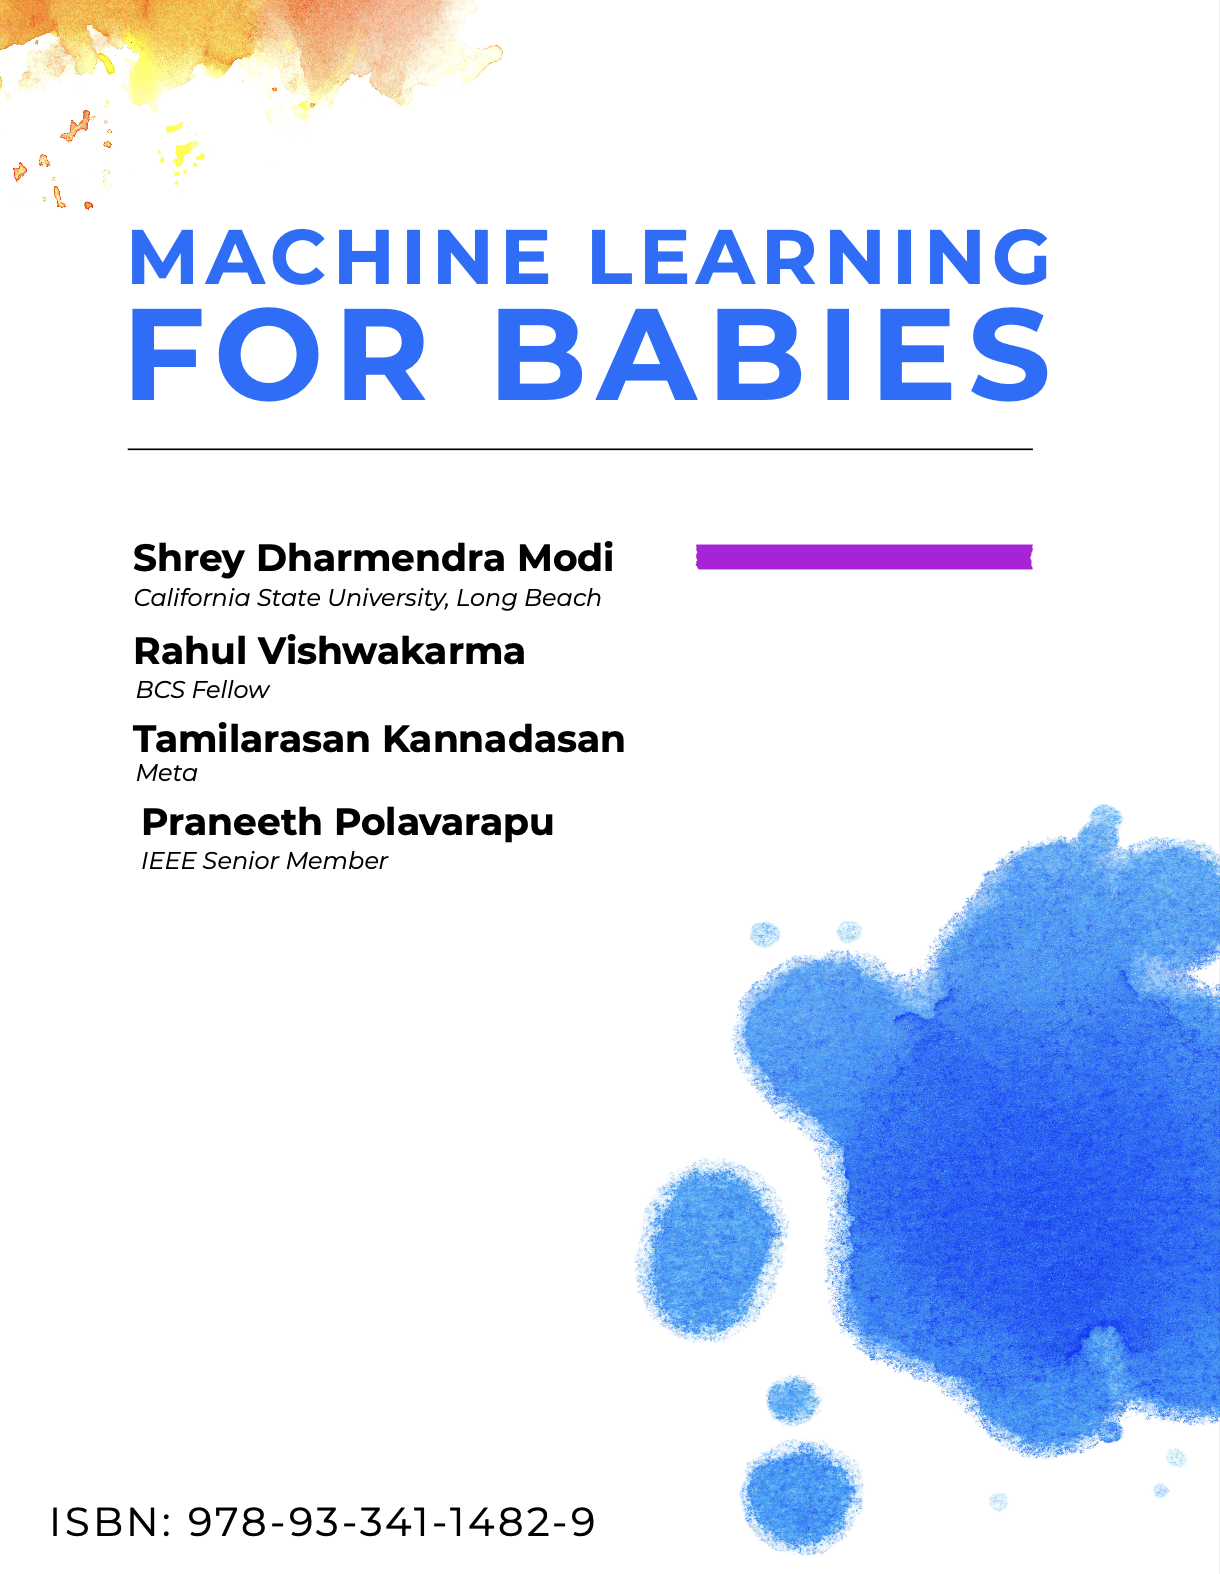 MACHINE LEARNING
FOR BABIES
Shrey Dharmendra Modi
California State University, Long Beach
Rahul Vishwakarma
BCS Fellow
Tamilarasan Kannadasan
Meta
Praneeth Polavarapu
IEEE Senior Member
ISBN: 978-93-341-1482-9